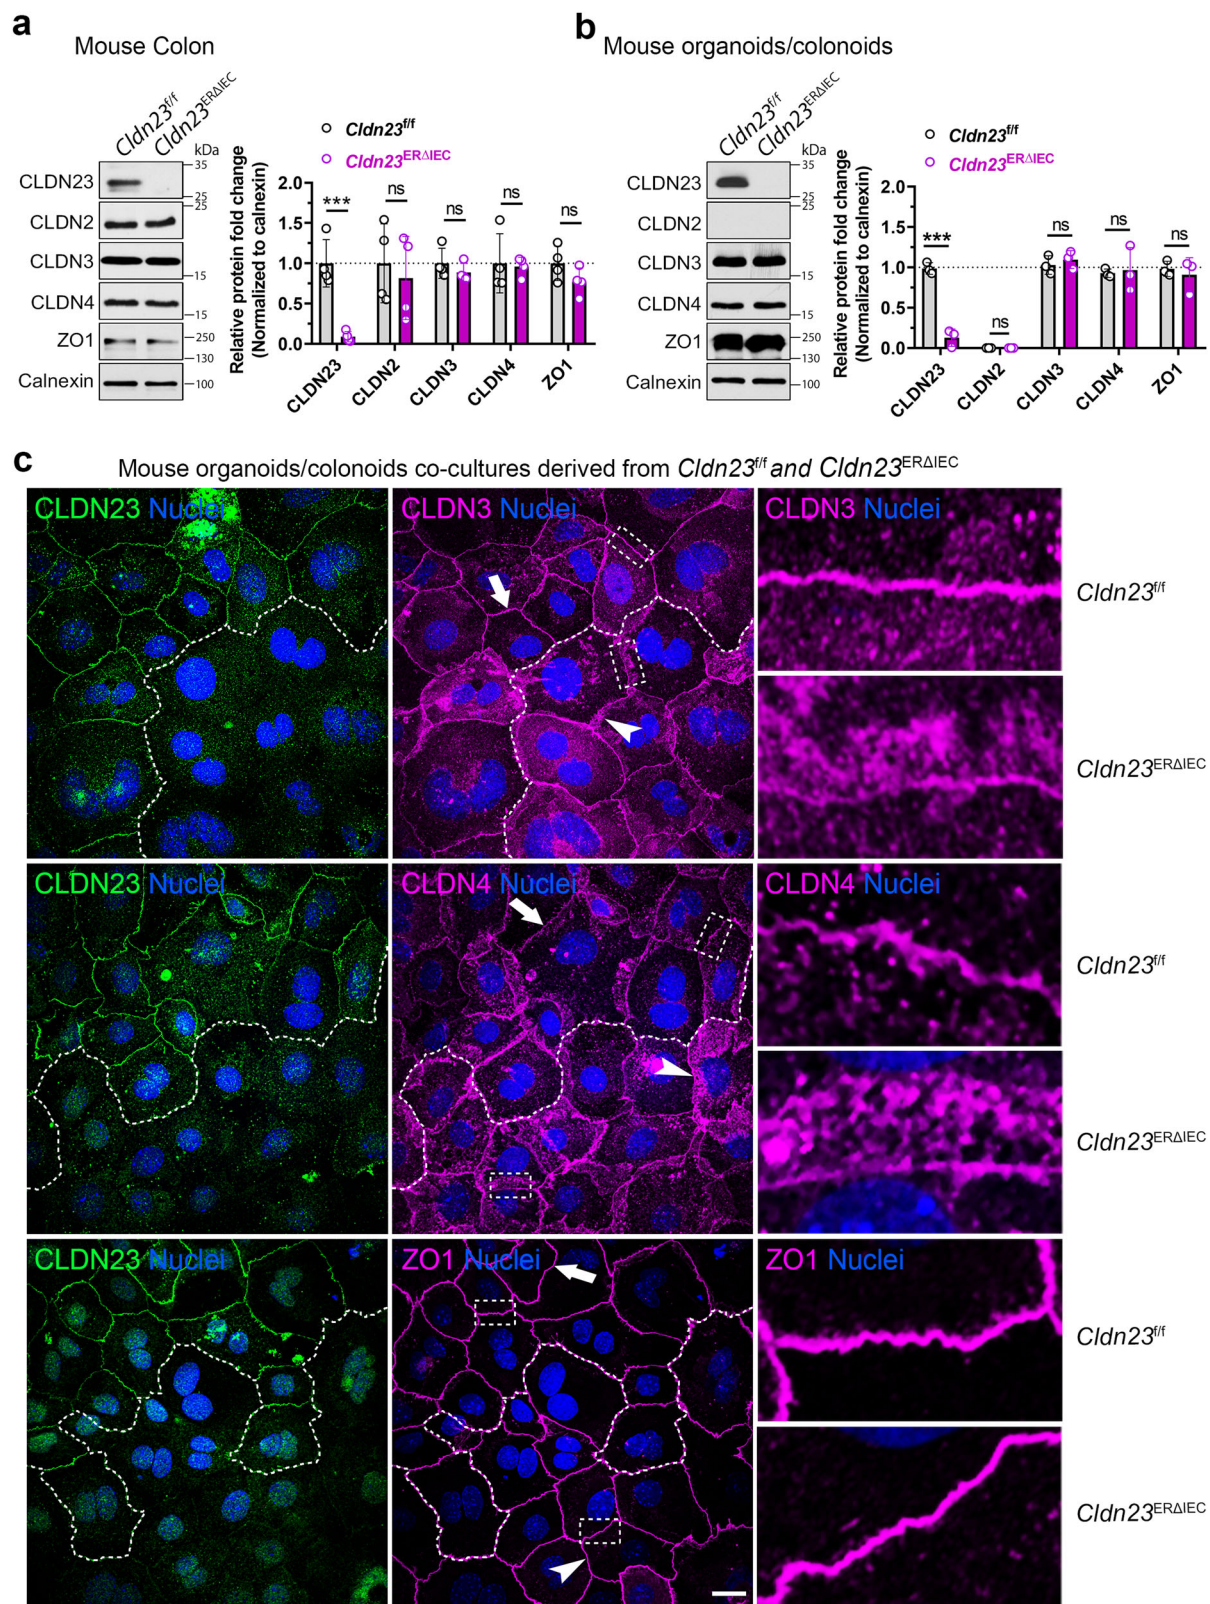 a
Mouse Colon
Cldn23f/f
Cldn23ERΔIEC
kDa
CLDN23
35
25
CLDN2
25
CLDN3
15
CLDN4
15
ZO1
250
130
Calnexin
100
Cldn23f/f
Cldn23ERΔIEC
Relative protein fold change
(Normalized to calnexin)
2.0
1.5
1.0
0.5
0.0
***
ns
ns
ns
ns
CLDN23
CLDN2
CLDN3
CLDN4
ZO1
b
Mouse organoids/colonoids
Cldn23f/f
Cldn23ERΔIEC
kDa
CLDN23
35
25
CLDN2
25
CLDN3
15
CLDN4
15
ZO1
250
130
Calnexin
100
Cldn23f/f
Cldn23ERΔIEC
Relative protein fold change
(Normalized to calnexin)
2.0
1.5
1.0
0.5
0.0
***
ns
ns
ns
ns
CLDN23
CLDN2
CLDN3
CLDN4
ZO1
c
Mouse organoids/colonoids co-cultures derived from Cldn23f/f and Cldn23ERΔIEC
CLDN23 Nuclei
CLDN3 Nuclei
CLDN3 Nuclei
Cldn23f/f
Cldn23ERΔIEC
CLDN23 Nuclei
CLDN4 Nuclei
CLDN4 Nuclei
Cldn23f/f
Cldn23ERΔIEC
CLDN23 Nuclei
ZO1 Nuclei
ZO1 Nuclei
Cldn23f/f
Cldn23ERΔIEC